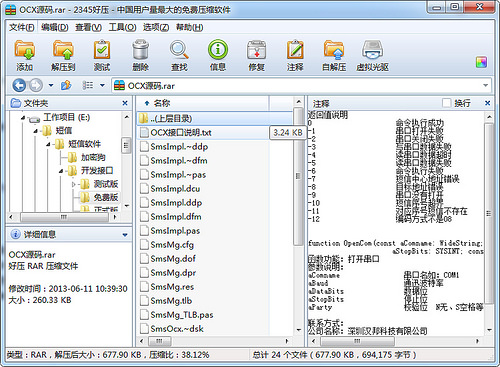 OCX源码.rar - 2345好压 - 中国用户量最大的免费压缩软件
文件(F) 编辑(D) 查看(V) 工具(O) 选项(N) 帮助(H)
添加 解压到 测试 删除 查找 信息 修复 注释 自解压 虚拟光驱
OCX源码.rar
文件夹
工作项目 (E:)
短信
短信软件
加密狗
开发接口
测试版
免费版
正式版
详细信息
OCX源码.rar
好压 RAR 压缩文件
修改时间：2013-06-11 10:39:30
大小：260.33 KB
名称
..(上层目录)
OCX接口说明.txt 3.24 KB
SmsImpl.~ddp
SmsImpl.~dfm
SmsImpl.~pas
SmsImpl.dcu
SmsImpl.ddp
SmsImpl.dfm
SmsImpl.pas
SmsMg.cfg
SmsMg.dof
SmsMg.dpr
SmsMg.res
SmsMg.tlb
SmsMg_TLB.pas
SmsOcx.~dsk
注释 换行
返回值说明
0 命令执行成功
-1 串口打开失败
-2 串口关闭失败
-3 写串口数据失败
-4 读串口数据超时
-5 读串口数据失败
-6 命令执行失败
-7 短信中心地址错误
-8 目标地址错误
-9 串口没有打开
-10 短信序号越界
-11 对应序号短信不存在
-12 编码方式不是08
function OpenCom(const aComname: WideString;
aStopBits: SYSINT; cons
函数功能：打开串口
参数说明：
aComname 串口名如：COM1
aBaud 通迅波特率
aDataBits 数据位
aStopBits 停止位
aParty 校验位 N无、S空格等
联系方式：
公司名称：深圳汉邦科技有限公司
类型：RAR，解压后大小：677.90 KB，压缩比：38.12%
总计 24 个文件 ( 677.90 KB，694,175 字节 )